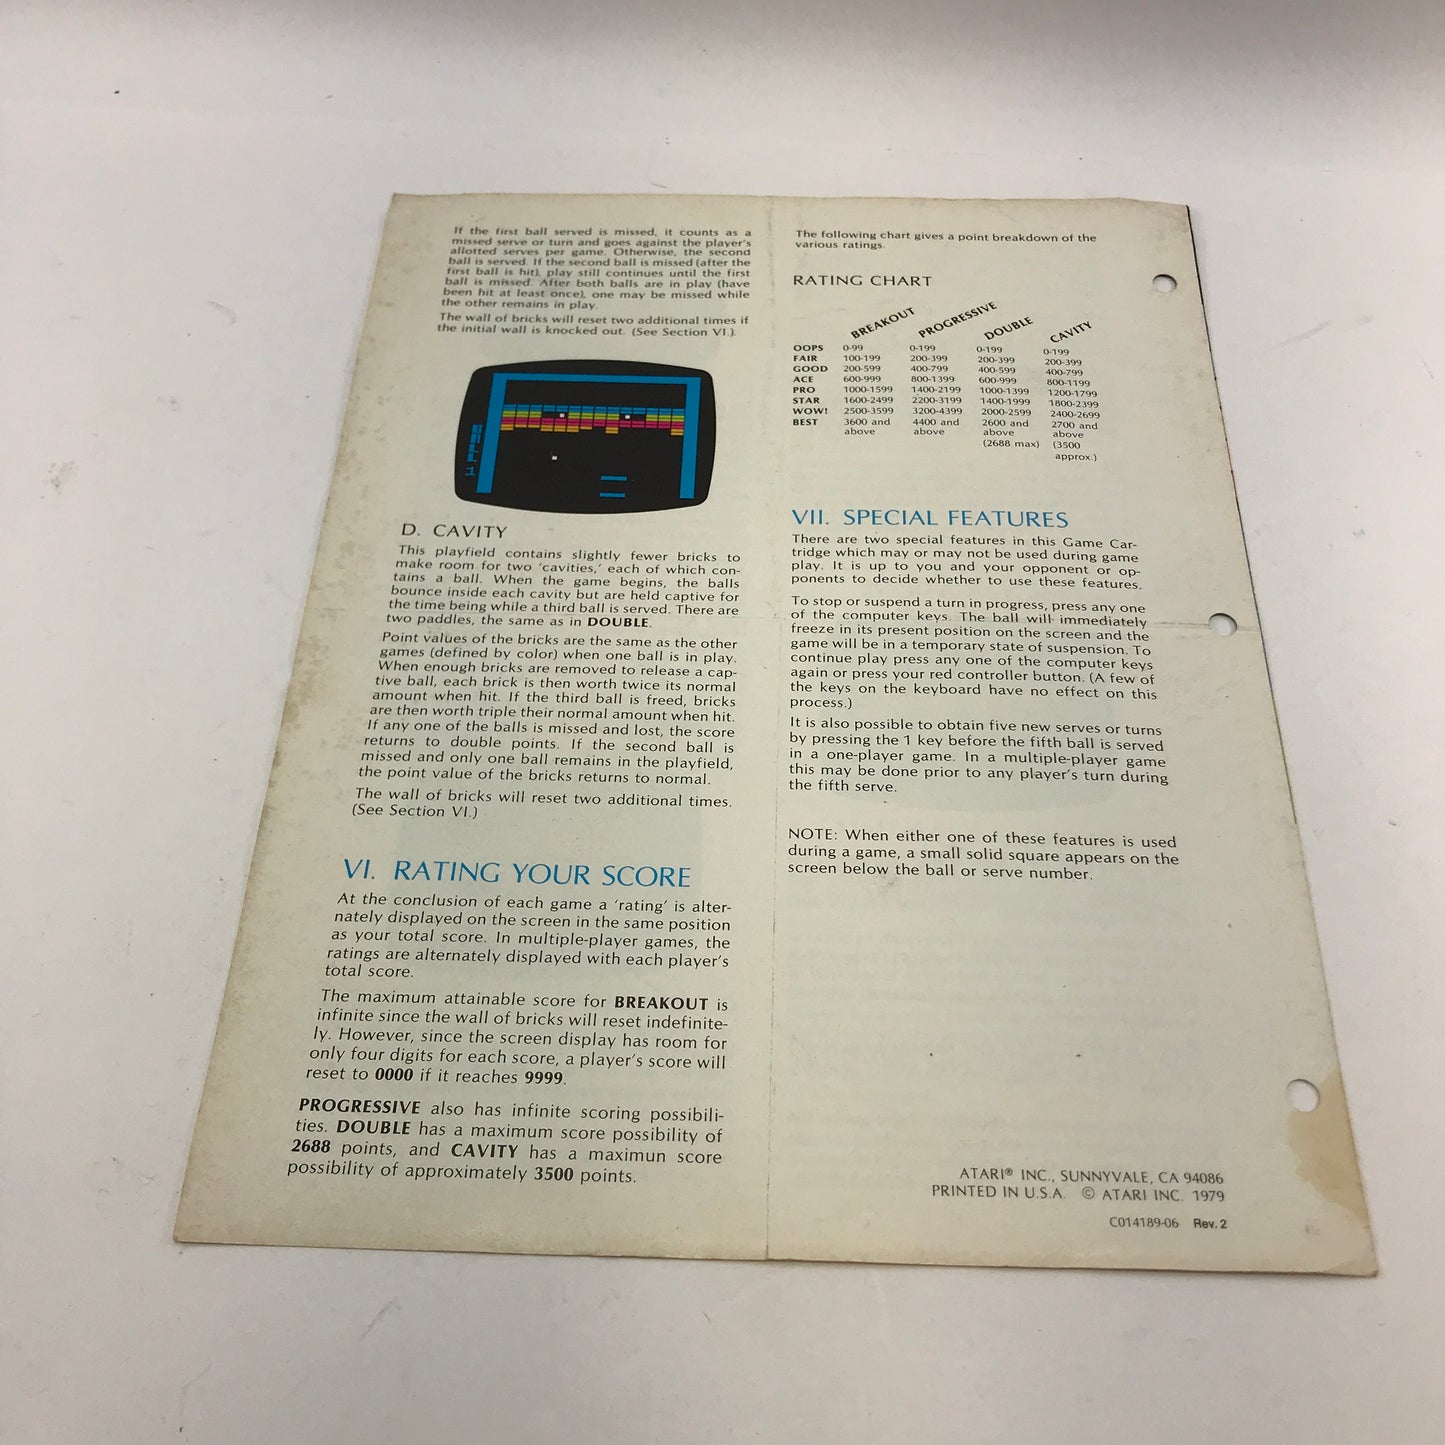 If the first ball served is missed, it counts as a
missed serve or turn and goes against the player's
allotted serves per game. Otherwise, the second
ball is served. If the second ball is missed (after the
first ball is hit), play still continues until the first
ball is missed. After both balls are in play (have
been hit at least once), one may be missed while
the other remains in play.
The wall of bricks will reset two additional times if
the initial wall is knocked out. (See Section VI.)
D. CAVITY
This playfield contains slightly fewer bricks to
make room for two 'cavities,' each of which con-
tains a ball. When the game begins, the balls
bounce inside each cavity but are held captive for
the time being while a third ball is served. There are
two paddles, the same as in DOUBLE.
Point values of the bricks are the same as the other
games (defined by color) when one ball is in play.
When enough bricks are removed to release a cap-
tive ball, each brick is then worth twice its normal
amount when hit. If the third ball is freed, bricks
are then worth triple their normal amount when hit.
If any one of the balls is missed and lost, the score
returns to double points. If the second ball is
missed and only one ball remains in the playfield,
the point value of the bricks returns to normal.
The wall of bricks will reset two additional times.
(See Section VI.)
VI. RATING YOUR SCORE
At the conclusion of each game a 'rating' is alter-
nately displayed on the screen in the same position
as your total score. In multiple-player games, the
ratings are alternately displayed with each player's
total score.
The maximum attainable score for BREAKOUT is
infinite since the wall of bricks will reset indefinite-
ly. However, since the screen display has room for
only four digits for each score, a player's score will
reset to 0000 if it reaches 9999.
PROGRESSIVE also has infinite scoring possibili-
ties. DOUBLE has a maximum score possibility of
2688 points, and CAVITY has a maximun score
possibility of approximately 3500 points.
The following chart gives a point breakdown of the
various ratings.
RATING CHART
BREAKOUT PROGRESSIVE DOUBLE CAVITY
OOPS 0-99 0-199 0-199 0-199
FAIR 100-199 200-399 200-399 200-399
GOOD 200-599 400-799 400-599 400-799
ACE 600-999 800-1399 600-999 800-1199
PRO 1000-1599 1400-2199 1000-1399 1200-1799
STAR 1600-2499 2200-3199 1400-1999 1800-2399
WOW! 2500-3599 3200-4399 2000-2599 2400-2699
BEST 3600 and 4400 and 2600 and 2700 and
above above above above
(2688 max) (3500
approx.)
VII. SPECIAL FEATURES
There are two special features in this Game Car-
tridge which may or may not be used during game
play. It is up to you and your opponent or op-
ponents to decide whether to use these features.
To stop or suspend a turn in progress, press any one
of the computer keys. The ball will immediately
freeze in its present position on the screen and the
game will be in a temporary state of suspension. To
continue play press any one of the computer keys
again or press your red controller button. (A few of
the keys on the keyboard have no effect on this
process.)
It is also possible to obtain five new serves or turns
by pressing the 1 key before the fifth ball is served
in a one-player game. In a multiple-player game
this may be done prior to any player's turn during
the fifth serve.
NOTE: When either one of these features is used
during a game, a small solid square appears on the
screen below the ball or serve number.
ATARI® INC., SUNNYVALE, CA 94086
PRINTED IN U.S.A. © ATARI INC. 1979
C014189-06 Rev. 2